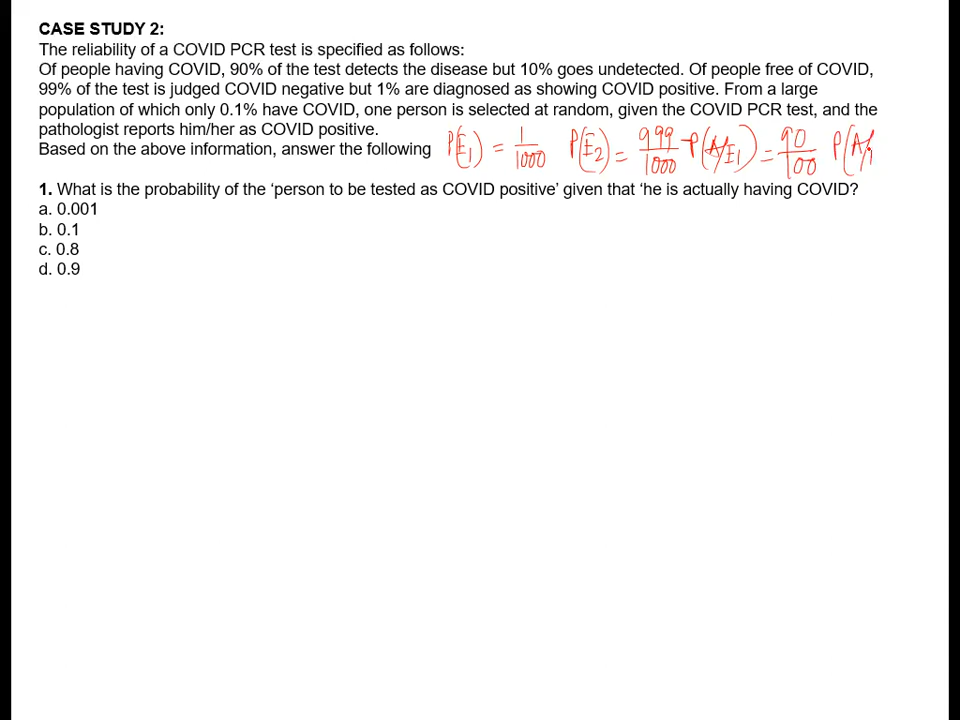 CASE STUDY 2:
The reliability of a COVID PCR test is specified as follows:
Of people having COVID, 90% of the test detects the disease but 10% goes undetected. Of people free of COVID,
99% of the test is judged COVID negative but 1% are diagnosed as showing COVID positive. From a large
population of which only 0.1% have COVID, one person is selected at random, given the COVID PCR test, and the
pathologist reports him/her as COVID positive.
Based on the above information, answer the following P(E₁) = 1/1000 P(E₂) = 999/1000 P(A/E₁) = 90/100 P(A/
1. What is the probability of the ‘person to be tested as COVID positive’ given that ‘he is actually having COVID?
a. 0.001
b. 0.1
c. 0.8
d. 0.9